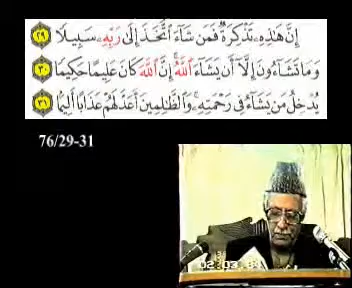 إِنَّ هَٰذِهِۦ تَذْكِرَةٌ ۖ فَمَن شَآءَ ٱتَّخَذَ إِلَىٰ رَبِّهِۦ سَبِيلًا ٢٩
وَمَا تَشَآءُونَ إِلَّآ أَن يَشَآءَ ٱللَّهُ ۚ إِنَّ ٱللَّهَ كَانَ عَلِيمًا حَكِيمًا ٣٠
يُدْخِلُ مَن يَشَآءُ فِى رَحْمَتِهِۦ ۚ وَٱلظَّٰلِمِينَ أَعَدَّ لَهُمْ عَذَابًا أَلِيمًۢا ٣١
76/29-31